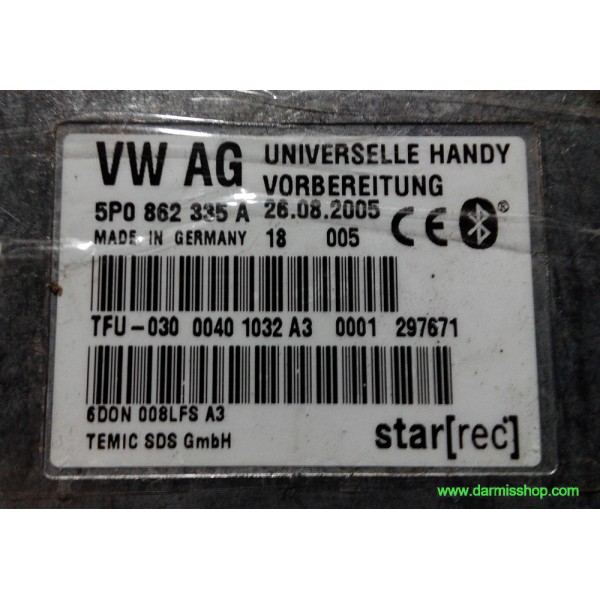 VW AG UNIVERSELLE HANDY
VORBEREITUNG
5P0 862 335 A 26.08.2005
MADE IN GERMANY 18 005 CE
TFU-030 0040 1032 A3 0001 297671
6DON 008LFS A3
TEMIC SDS GmbH
star[rec]
www.darmisshop.com